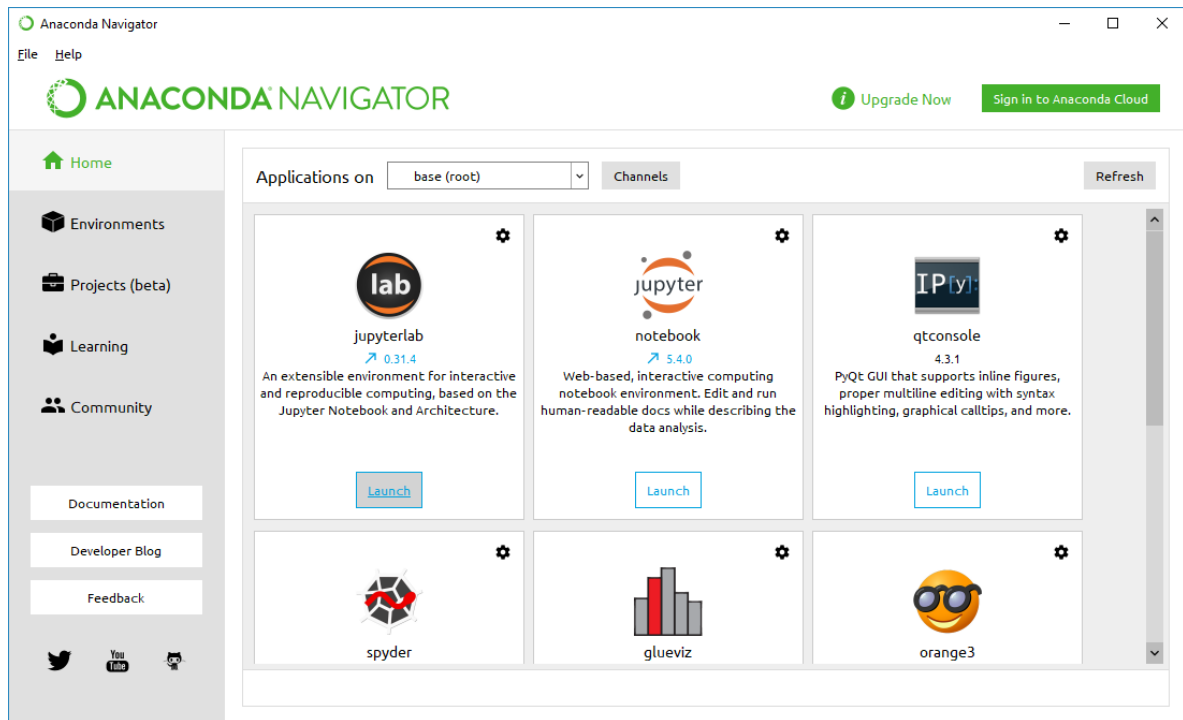 Anaconda Navigator
File Help
ANACONDA NAVIGATOR
i Upgrade Now
Sign in to Anaconda Cloud
Home
Environments
Projects (beta)
Learning
Community
Documentation
Developer Blog
Feedback
You
Tube
Applications on base (root) Channels Refresh
lab
jupyterlab
0.31.4
An extensible environment for interactive
and reproducible computing, based on the
Jupyter Notebook and Architecture.
Launch
jupyter
notebook
5.4.0
Web-based, interactive computing
notebook environment. Edit and run
human-readable docs while describing the
data analysis.
Launch
IP[y]:
qtconsole
4.3.1
PyQt GUI that supports inline figures,
proper multiline editing with syntax
highlighting, graphical calltips, and more.
Launch
spyder
glueviz
orange3